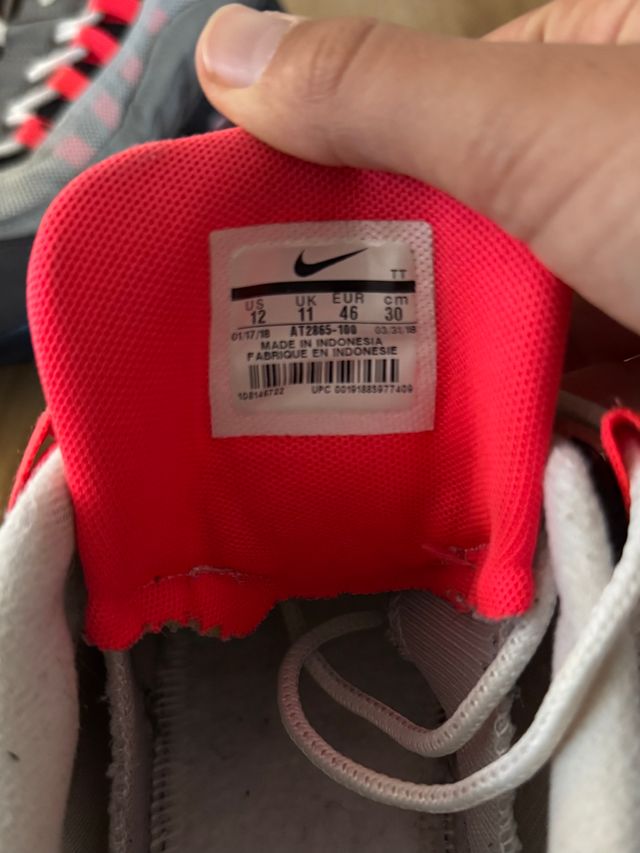 TT
US UK EUR cm
12 11 46 30
01/17/18 AT2865-100 03/31/18
MADE IN INDONESIA
FABRIQUE EN INDONESIE
UPC 00191885977409